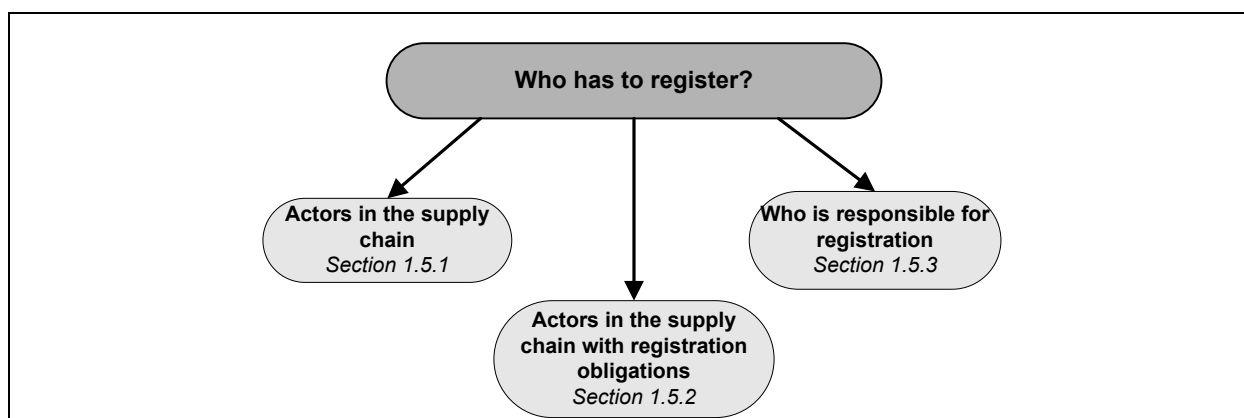 Who has to register?
Actors in the supply
chain
Section 1.5.1
Who is responsible for
registration
Section 1.5.3
Actors in the supply
chain with registration
obligations
Section 1.5.2